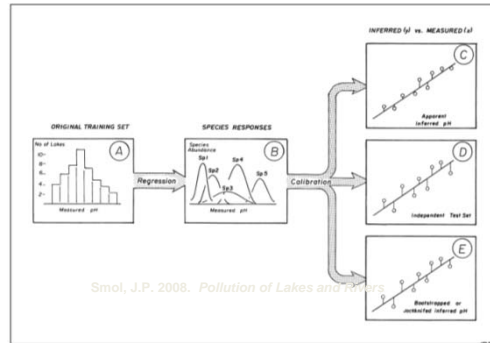 INFERRED (y) vs. MEASURED (x)
C
Apparent
Inferred pH
ORIGINAL TRAINING SET
No of Lakes
A
10
8
6
4
2
Measured pH
Regression
SPECIES RESPONSES
Species
Abundance
B
Sp1
Sp2
Sp3
Sp4
Sp5
Measured pH
Calibration
D
Independent Test Set
E
Bootstrapped or
Jackknifed Inferred pH
Smol, J.P. 2008. Pollution of Lakes and Rivers